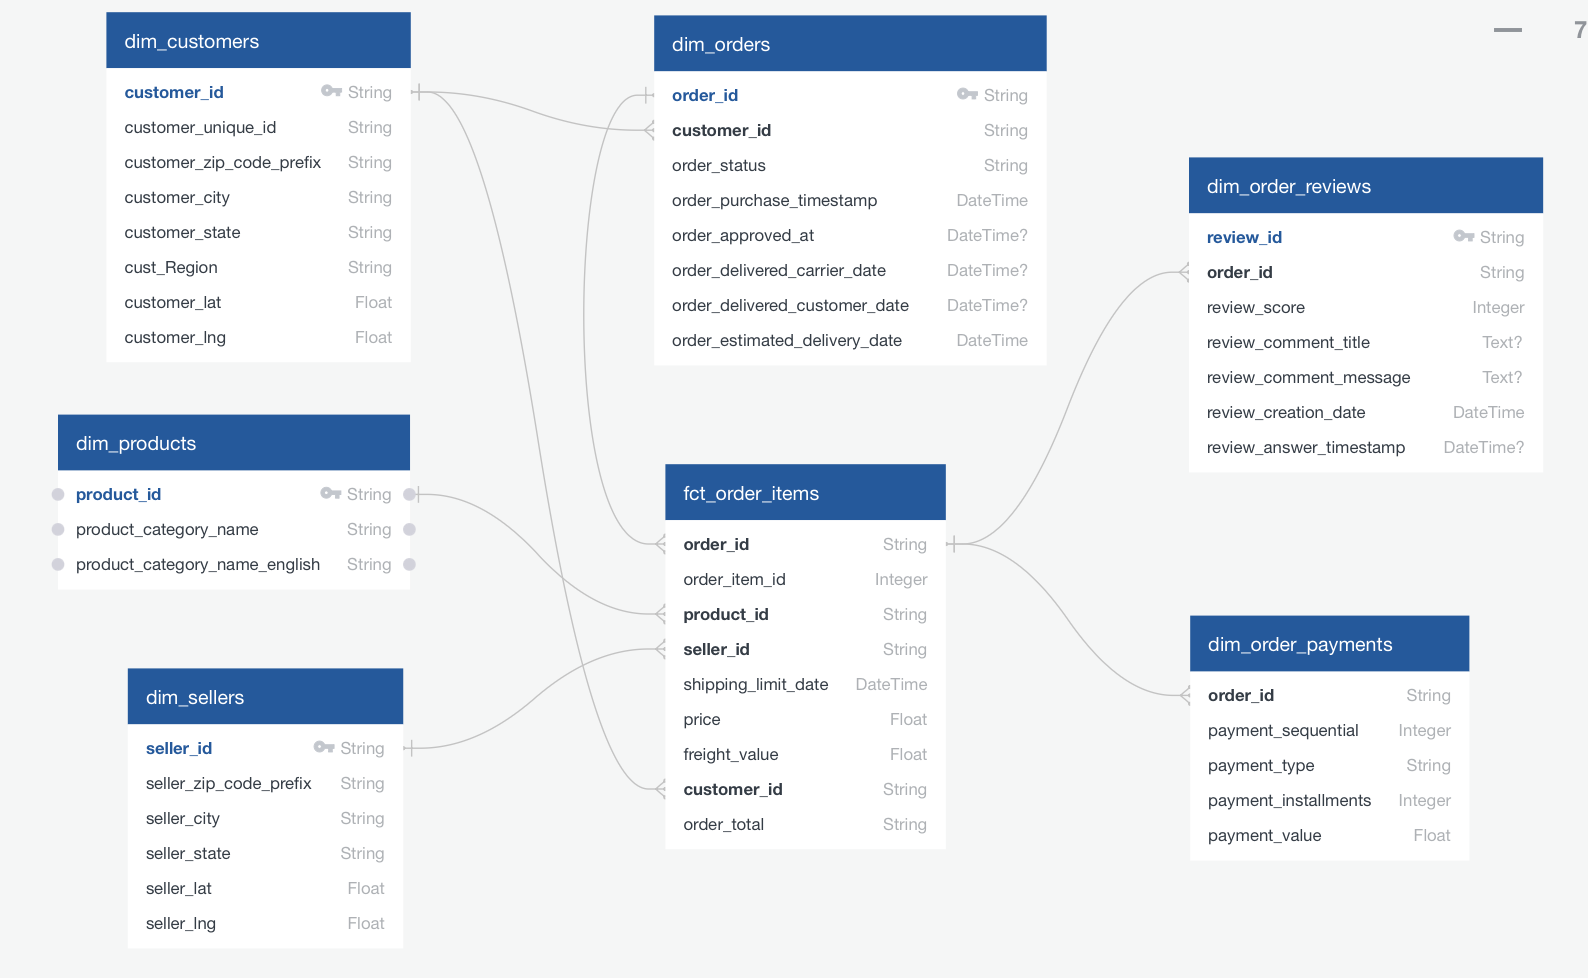 7
dim_customers
customer_id String
customer_unique_id String
customer_zip_code_prefix String
customer_city String
customer_state String
cust_Region String
customer_lat Float
customer_lng Float
dim_orders
order_id String
customer_id String
order_status String
order_purchase_timestamp DateTime
order_approved_at DateTime?
order_delivered_carrier_date DateTime?
order_delivered_customer_date DateTime?
order_estimated_delivery_date DateTime
dim_order_reviews
review_id String
order_id String
review_score Integer
review_comment_title Text?
review_comment_message Text?
review_creation_date DateTime
review_answer_timestamp DateTime?
dim_products
product_id String
product_category_name String
product_category_name_english String
fct_order_items
order_id String
order_item_id Integer
product_id String
seller_id String
shipping_limit_date DateTime
price Float
freight_value Float
customer_id String
order_total String
dim_order_payments
order_id String
payment_sequential Integer
payment_type String
payment_installments Integer
payment_value Float
dim_sellers
seller_id String
seller_zip_code_prefix String
seller_city String
seller_state String
seller_lat Float
seller_lng Float